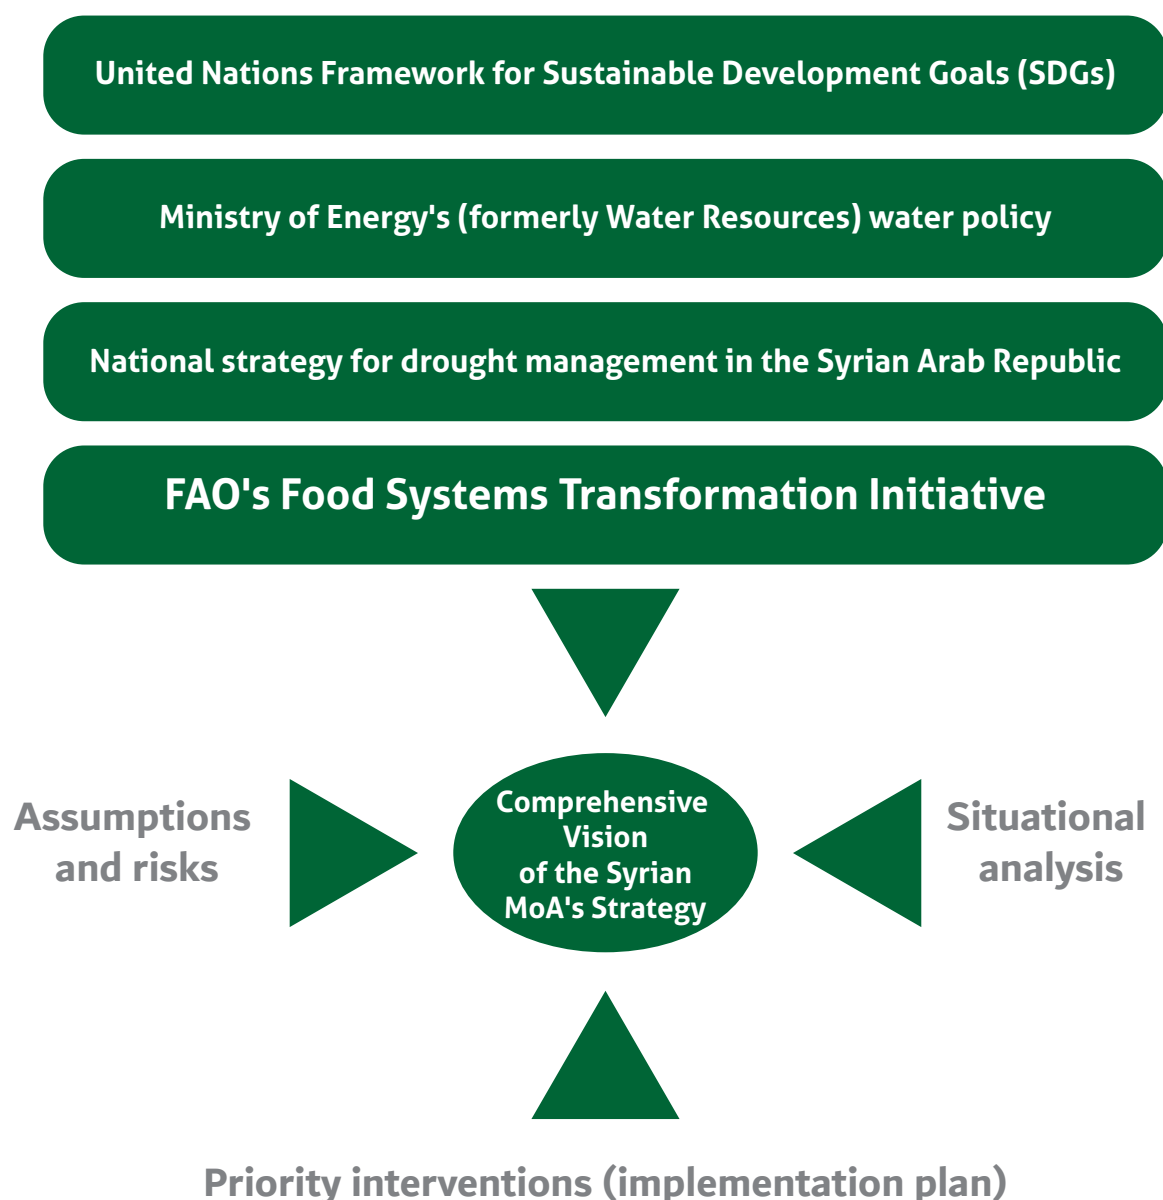 United Nations Framework for Sustainable Development Goals (SDGs)
Ministry of Energy's (formerly Water Resources) water policy
National strategy for drought management in the Syrian Arab Republic
FAO's Food Systems Transformation Initiative
Assumptions
and risks
Comprehensive
Vision
of the Syrian
MoA's Strategy
Situational
analysis
Priority interventions (implementation plan)